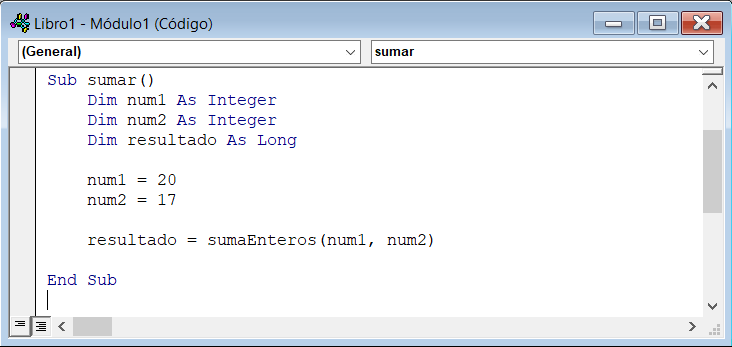 Libro1 - Módulo1 (Código)
(General) sumar
Sub sumar()
    Dim num1 As Integer
    Dim num2 As Integer
    Dim resultado As Long

    num1 = 20
    num2 = 17

    resultado = sumaEnteros(num1, num2)

End Sub